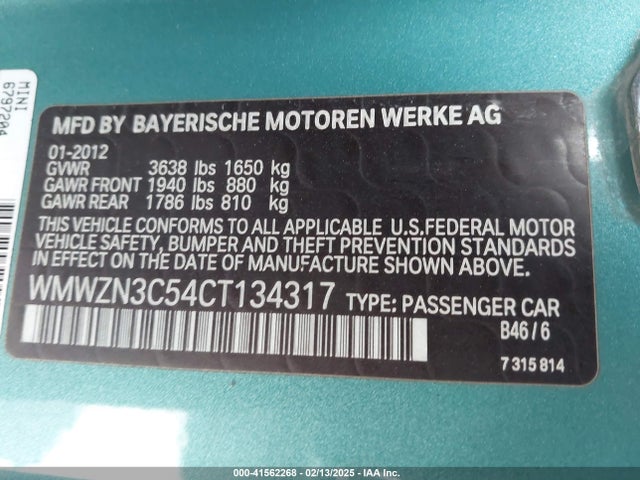 MINI
6797204
MFD BY BAYERISCHE MOTOREN WERKE AG
01-2012
GVWR 3638 lbs 1650 kg
GAWR FRONT 1940 lbs 880 kg
GAWR REAR 1786 lbs 810 kg
THIS VEHICLE CONFORMS TO ALL APPLICABLE U.S.FEDERAL MOTOR
VEHICLE SAFETY, BUMPER AND THEFT PREVENTION STANDARDS
IN EFFECT ON THE DATE OF MANUFACTURE SHOWN ABOVE.
WMWZN3C54CT134317 TYPE: PASSENGER CAR
B46/6
7 315 814
000-41562268 - 02/13/2025 - IAA Inc.